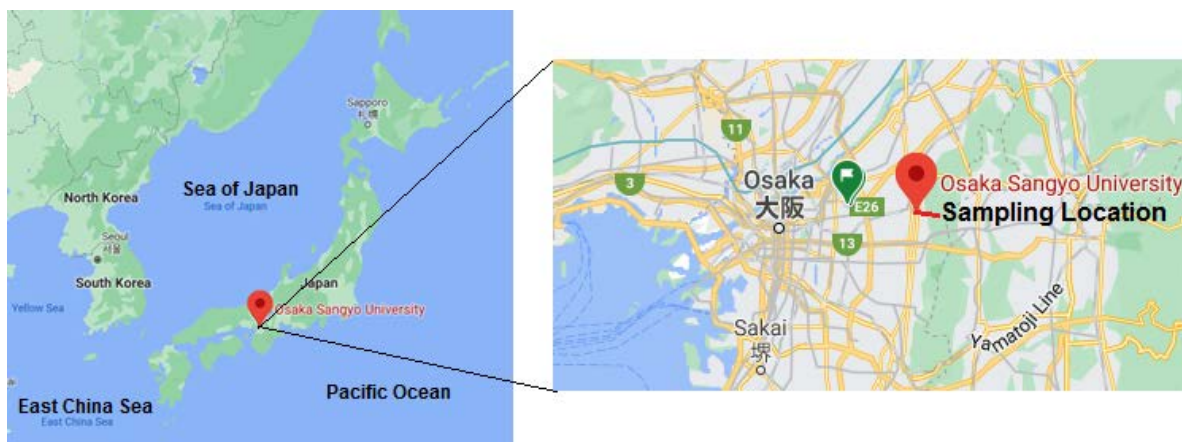 Sapporo
札幌
Sea of Japan
Sea of Japan
North Korea
Seoul
서울
South Korea
Japan
Yellow Sea
Osaka Sangyo University
Pacific Ocean
East China Sea
East China Sea
11
3
Osaka
大阪
E26
Osaka Sangyo University
Sampling Location
13
Sakai
堺
Yamatoji Line